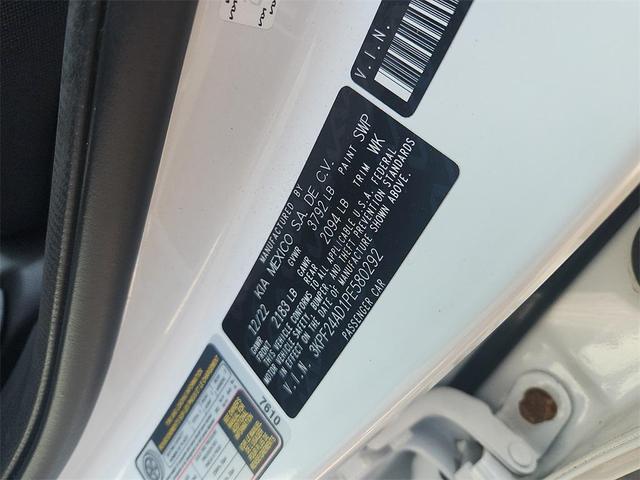 V.I.N.
MANUFACTURED BY
KIA MEXICO S.A. DE C.V.
12/22 GVWR 3792 LB PAINT SWP
GAWR FRONT 2183 LB GAWR REAR 2094 LB TRIM WK
THIS VEHICLE CONFORMS TO ALL APPLICABLE U.S.A. FEDERAL
MOTOR VEHICLE SAFETY, BUMPER, AND THEFT PREVENTION STANDARDS
IN EFFECT ON THE DATE OF MANUFACTURE SHOWN ABOVE.
V.I.N. 3KPF24AD1PE580292
PASSENGER CAR
7610